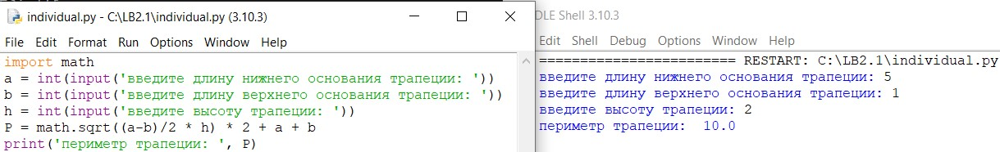 individual.py - C:\LB2.1\individual.py (3.10.3)
File Edit Format Run Options Window Help
import math
a = int(input('введите длину нижнего основания трапеции: '))
b = int(input('введите длину верхнего основания трапеции: '))
h = int(input('введите высоту трапеции: '))
P = math.sqrt((a-b)/2 * h) * 2 + a + b
print('периметр трапеции: ', P)
DLE Shell 3.10.3
Edit Shell Debug Options Window Help
======================== RESTART: C:\LB2.1\individual.py
введите длину нижнего основания трапеции: 5
введите длину верхнего основания трапеции: 1
введите высоту трапеции: 2
периметр трапеции:  10.0